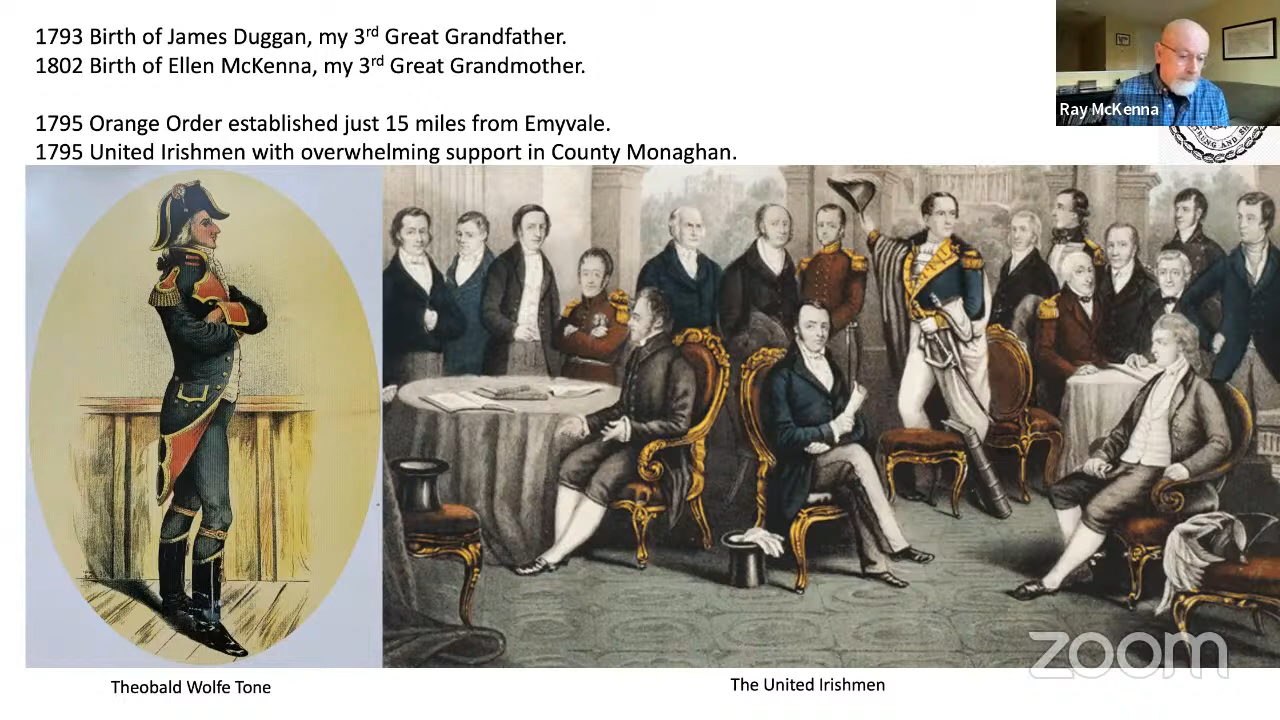 1793 Birth of James Duggan, my 3rd Great Grandfather.
1802 Birth of Ellen McKenna, my 3rd Great Grandmother.
1795 Orange Order established just 15 miles from Emyvale.
1795 United Irishmen with overwhelming support in County Monaghan.
Ray McKenna
STRONG AND
Theobald Wolfe Tone
The United Irishmen
zoom